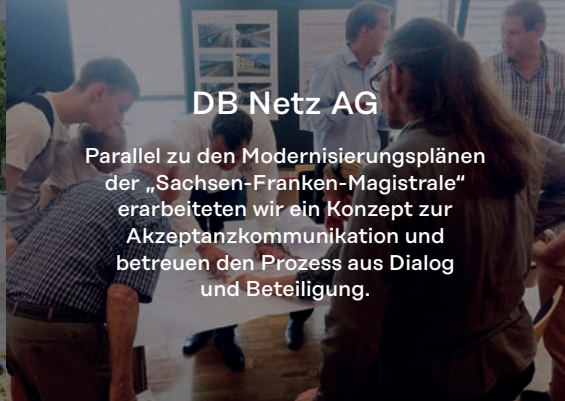 DB Netz AG
Parallel zu den Modernisierungsplänen
der „Sachsen-Franken-Magistrale“
erarbeiteten wir ein Konzept zur
Akzeptanzkommunikation und
betreuen den Prozess aus Dialog
und Beteiligung.